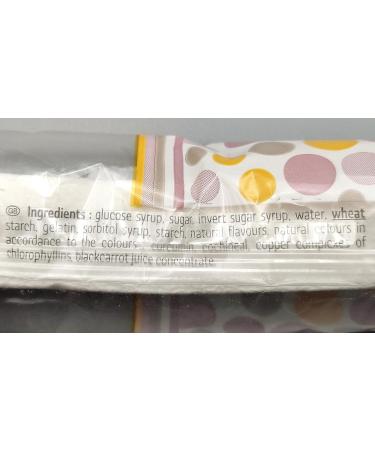 GB Ingredients : glucose syrup, sugar, invert sugar syrup, water, wheat
starch, gelatin, sorbitol syrup, starch, natural flavours, natural colours in
accordance to the colours : curcumin, cochineal, copper complexes of
chlorophyllins, blackcarrot juice concentrate.